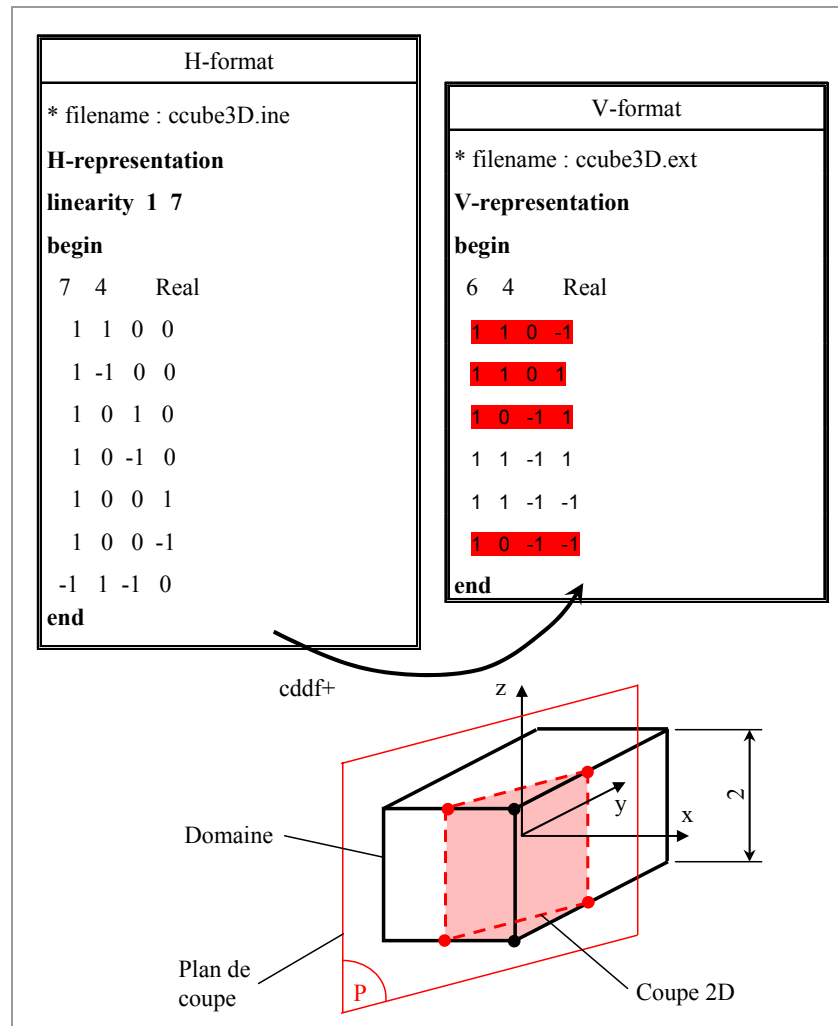 H-format
* filename : ccube3D.ine
H-representation
linearity 1 7
begin
7 4 Real
1 1 0 0
1 -1 0 0
1 0 1 0
1 0 -1 0
1 0 0 1
1 0 0 -1
-1 1 -1 0
end
V-format
* filename : ccube3D.ext
V-representation
begin
6 4 Real
1 1 0 -1
1 1 0 1
1 0 -1 1
1 1 -1 1
1 1 -1 -1
1 0 -1 -1
end
cddf+
z
y
x
2
Domaine
Plan de
coupe
P
Coupe 2D